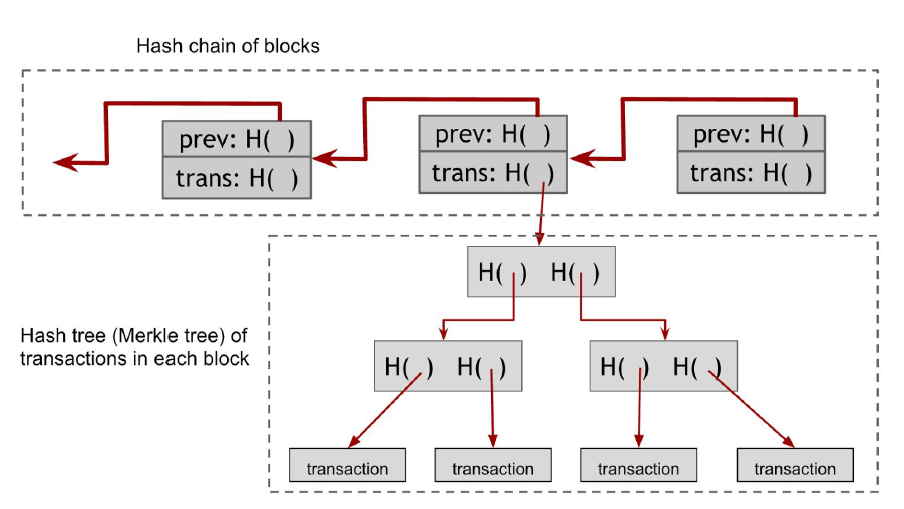 Hash chain of blocks
prev: H( )
prev: H( )
prev: H( )
trans: H( )
trans: H( )
trans: H( )
H( ) H( )
Hash tree (Merkle tree) of
transactions in each block
H( ) H( )
H( ) H( )
transaction
transaction
transaction
transaction